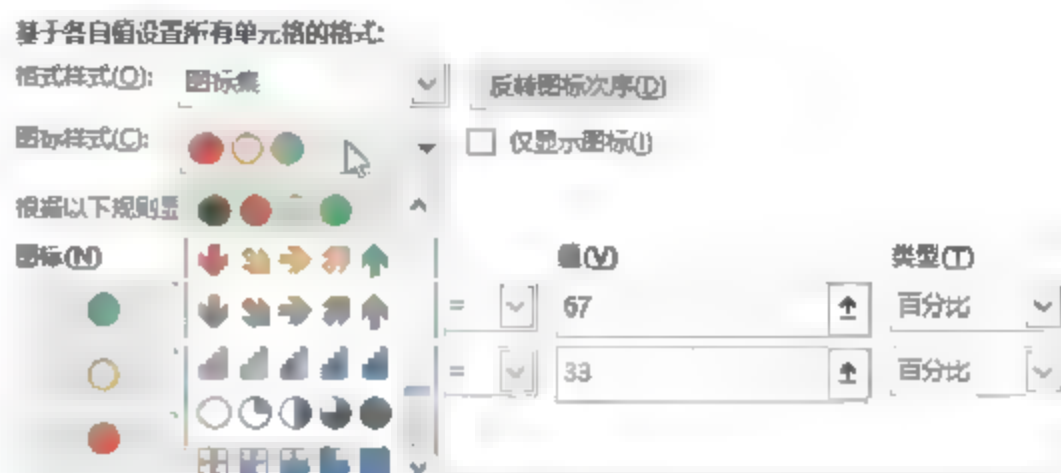 基于各自值设置所有单元格的格式:
格式样式(O): 图标集 反转图标次序(D)
图标样式(C): 仅显示图标(I)
根据以下规则显
图标(N) 值(V) 类型(T)
= 67 百分比
= 33 百分比